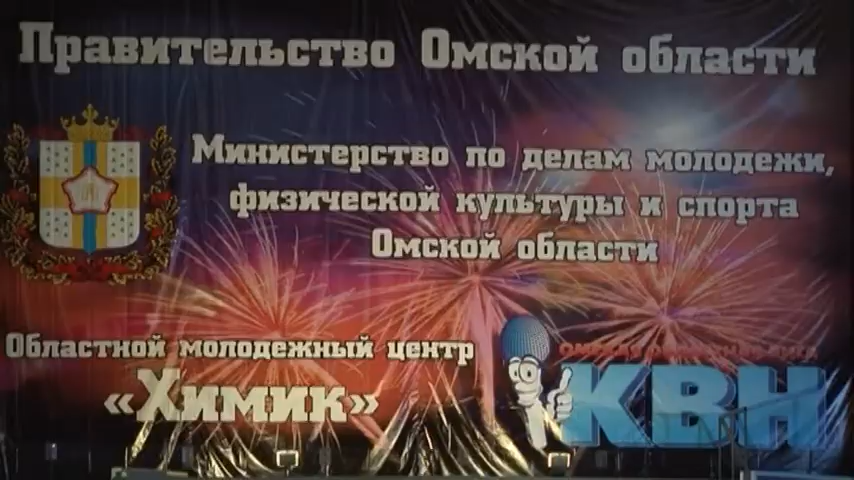 Правительство Омской области
Министерство по делам молодежи,
физической культуры и спорта
Омской области
Областной молодежный центр
«Химик»
КВН